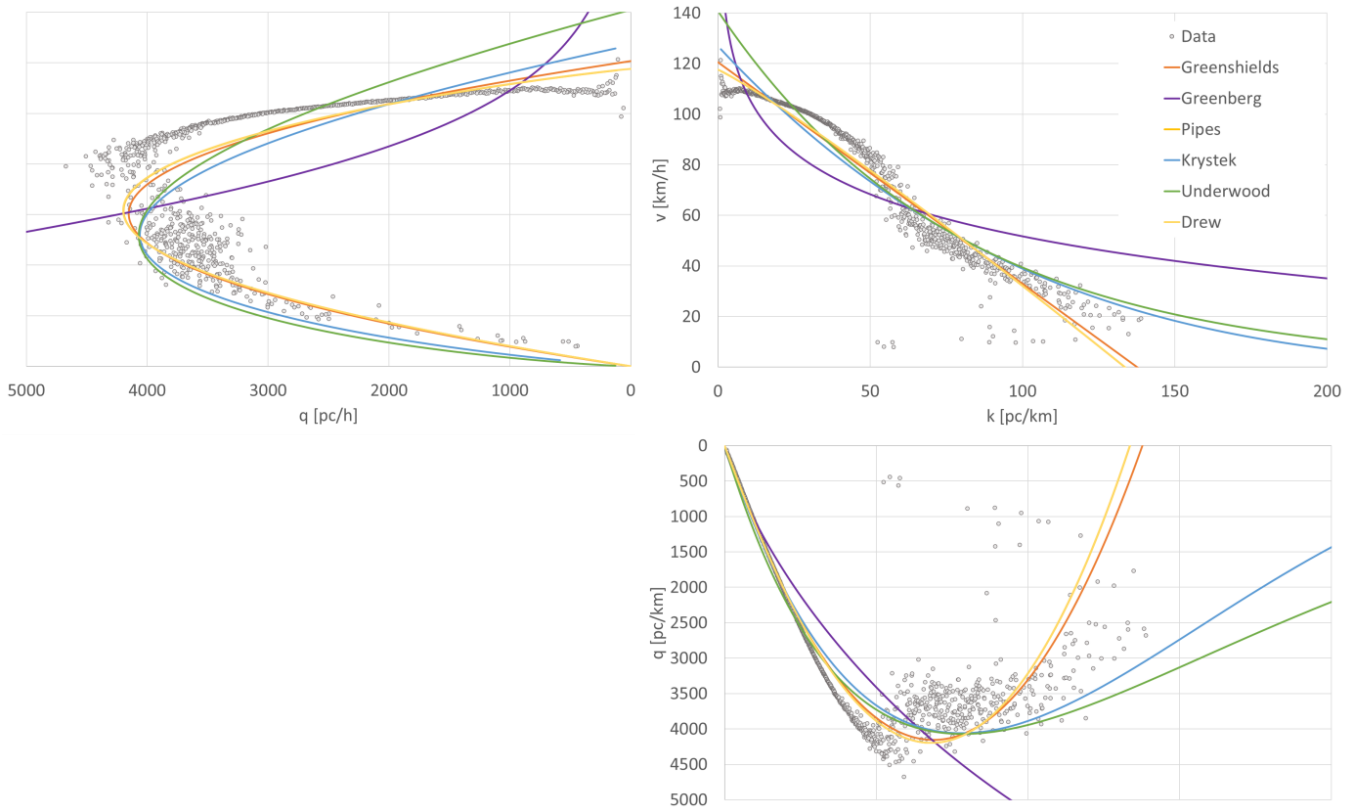 5000 4000 3000 2000 1000 0
q [pc/h]
140
120
100
80
60
40
20
0
v [km/h]
0 50 100 150 200
k [pc/km]
Data
Greenshields
Greenberg
Pipes
Krystek
Underwood
Drew
0
500
1000
1500
2000
2500
3000
3500
4000
4500
5000
q [pc/km]